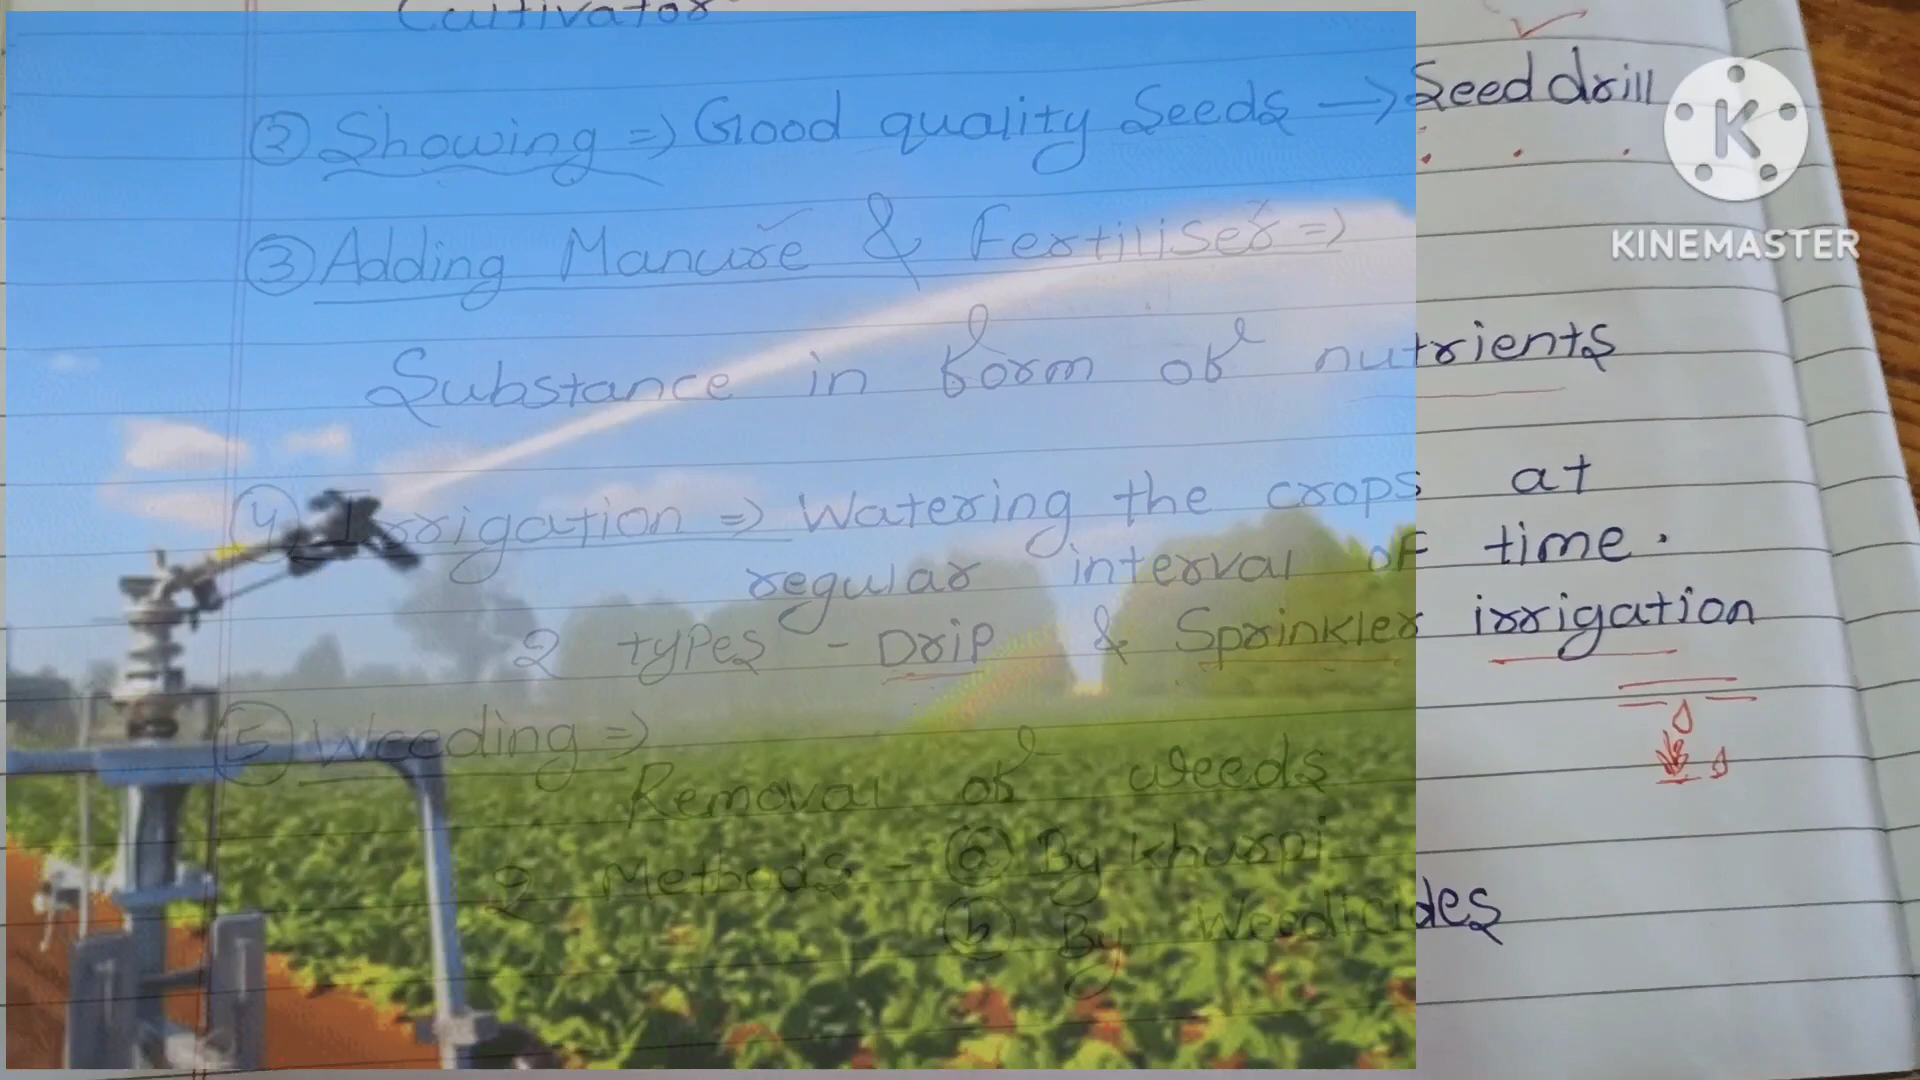 Cultivator
② Showing => Good quality Seeds → Seed drill
③ Adding Manure & Fertiliser =>
Substance in form of nutrients
④ Irrigation => Watering the crops at
regular interval of time.
2 types - Drip & Sprinkler irrigation
⑤ Weeding =>
Removal of weeds
2 Methods - ⓐ By khurpi
ⓑ By Weedicides
KINEMASTER